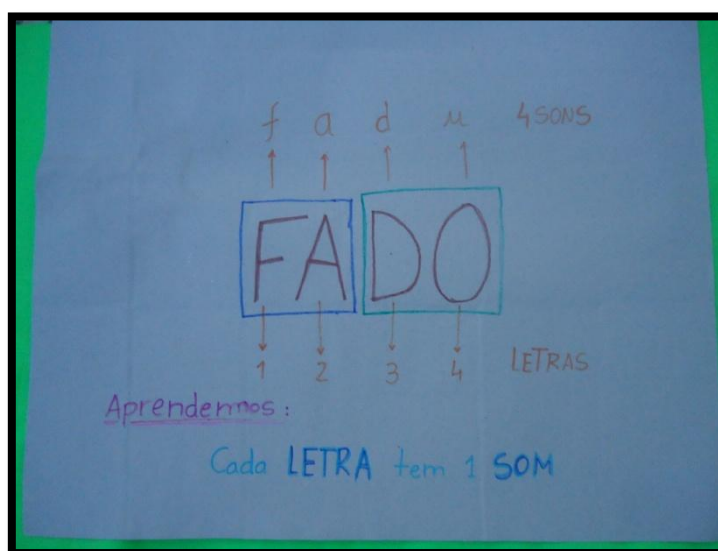 f a d u 4 SONS
FADO
1 2 3 4 LETRAS
Aprendemos:
Cada LETRA tem 1 SOM